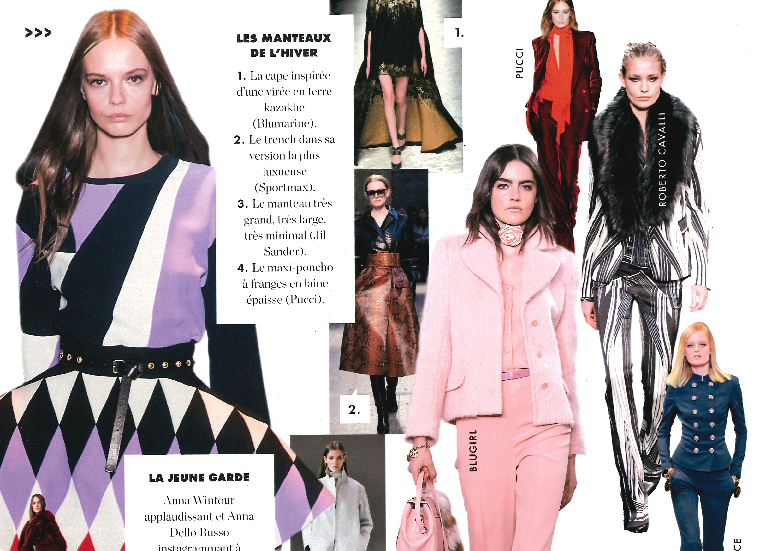 >>>
LES MANTEAUX
DE L'HIVER
1. La cape inspirée
d'une virée en terre
kazakhe
(Blumarine).
2. Le trench dans sa
version la plus
luxueuse
(Sportmax).
3. Le manteau très
grand, très large,
très minimal (Jil
Sander).
4. Le maxi-poncho
à franges en laine
épaisse (Pucci).
1.
PUCCI
ROBERTO CAVALLI
2.
BLUGIRL
LA JEUNE GARDE
Anna Wintour
applaudissant et Anna
Dello Russo
instagrammant à
CE